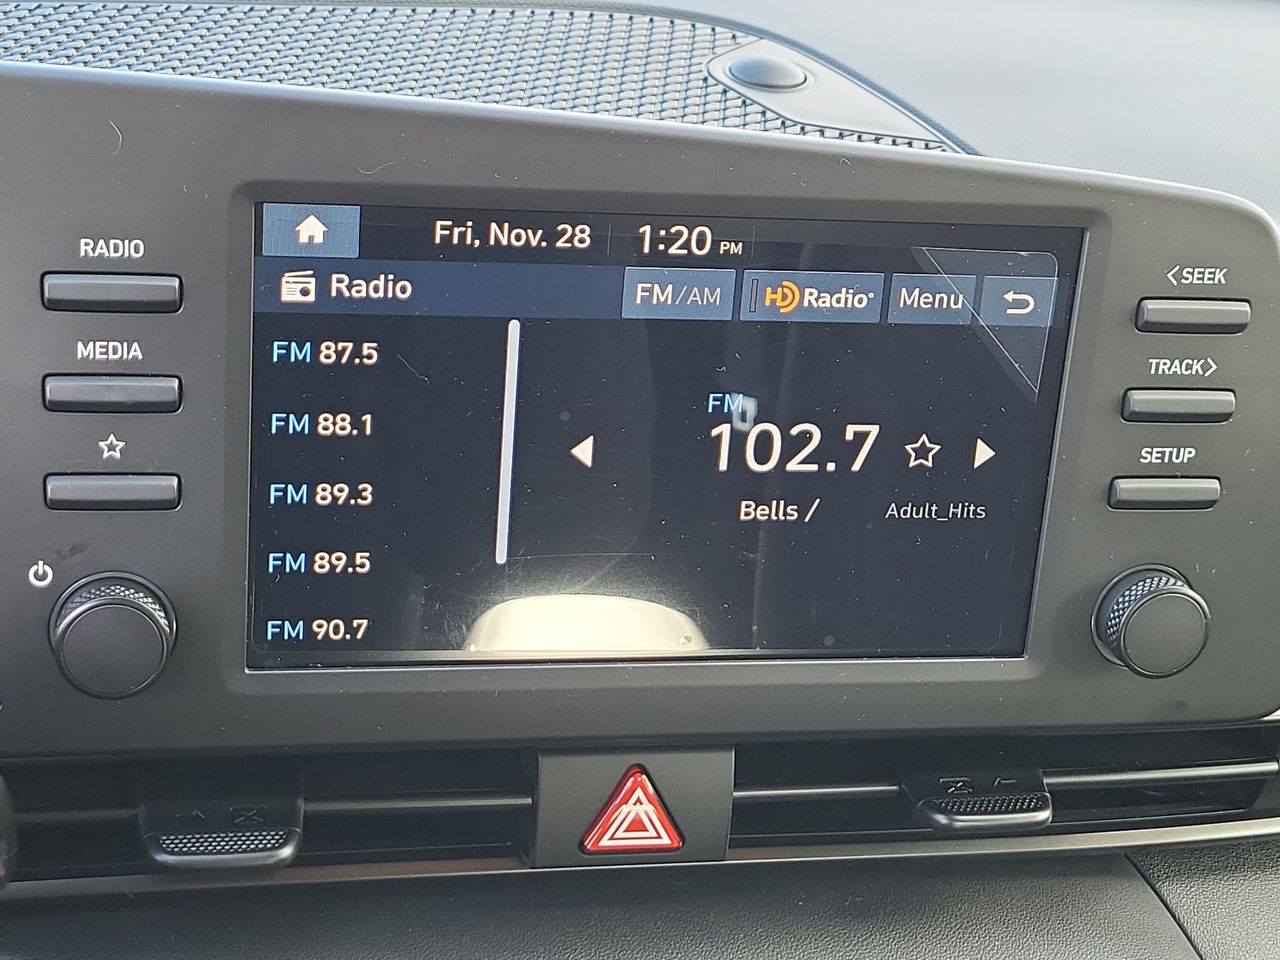 Fri, Nov. 28 1:20 PM
RADIO
MEDIA
Radio FM/AM HD Radio® Menu
FM 87.5
FM 88.1
FM 89.3
FM 89.5
FM 90.7
FM
102.7
Bells / Adult_Hits
<SEEK
TRACK>
SETUP